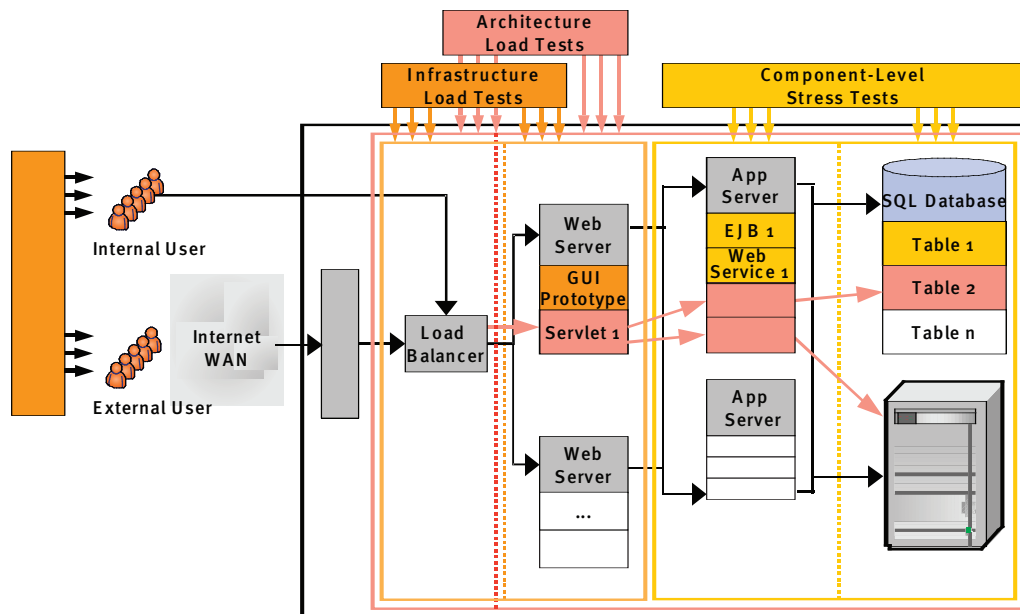 Architecture
Load Tests
Infrastructure
Load Tests
Component-Level
Stress Tests
Internal User
External User
Internet
WAN
Load
Balancer
Web
Server
GUI
Prototype
Servlet 1
Web
Server
...
App
Server
EJB 1
Web
Service 1
App
Server
SQL Database
Table 1
Table 2
Table n